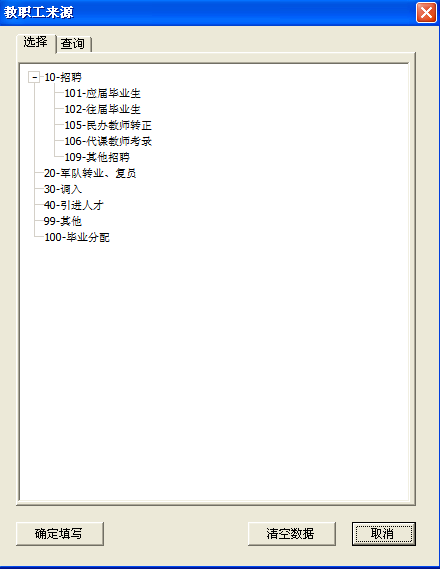 教职工来源
选择 查询
10-招聘
101-应届毕业生
102-往届毕业生
105-民办教师转正
106-代课教师考录
109-其他招聘
20-军队转业、复员
30-调入
40-引进人才
99-其他
100-毕业分配
确定填写 清空数据 取消